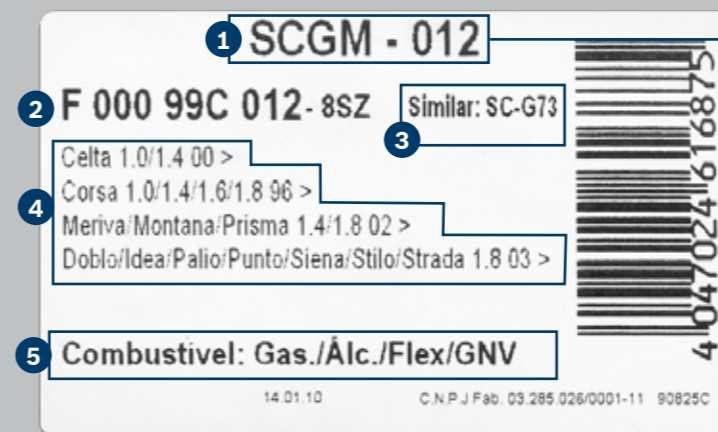 1 SCGM - 012
2 F 000 99C 012 - 8SZ
Similar: SC-G73
3
Celta 1.0/1.4 00 >
Corsa 1.0/1.4/1.6/1.8 96 >
4
Meriva/Montana/Prisma 1.4/1.8 02 >
Doblo/Idea/Palio/Punto/Siena/Stilo/Strada 1.8 03 >
5 Combustivel: Gas./Álc./Flex/GNV
14.01.10 C.N.P.J Fab. 03.285.026/0001-11 90825C
4 047024 616875